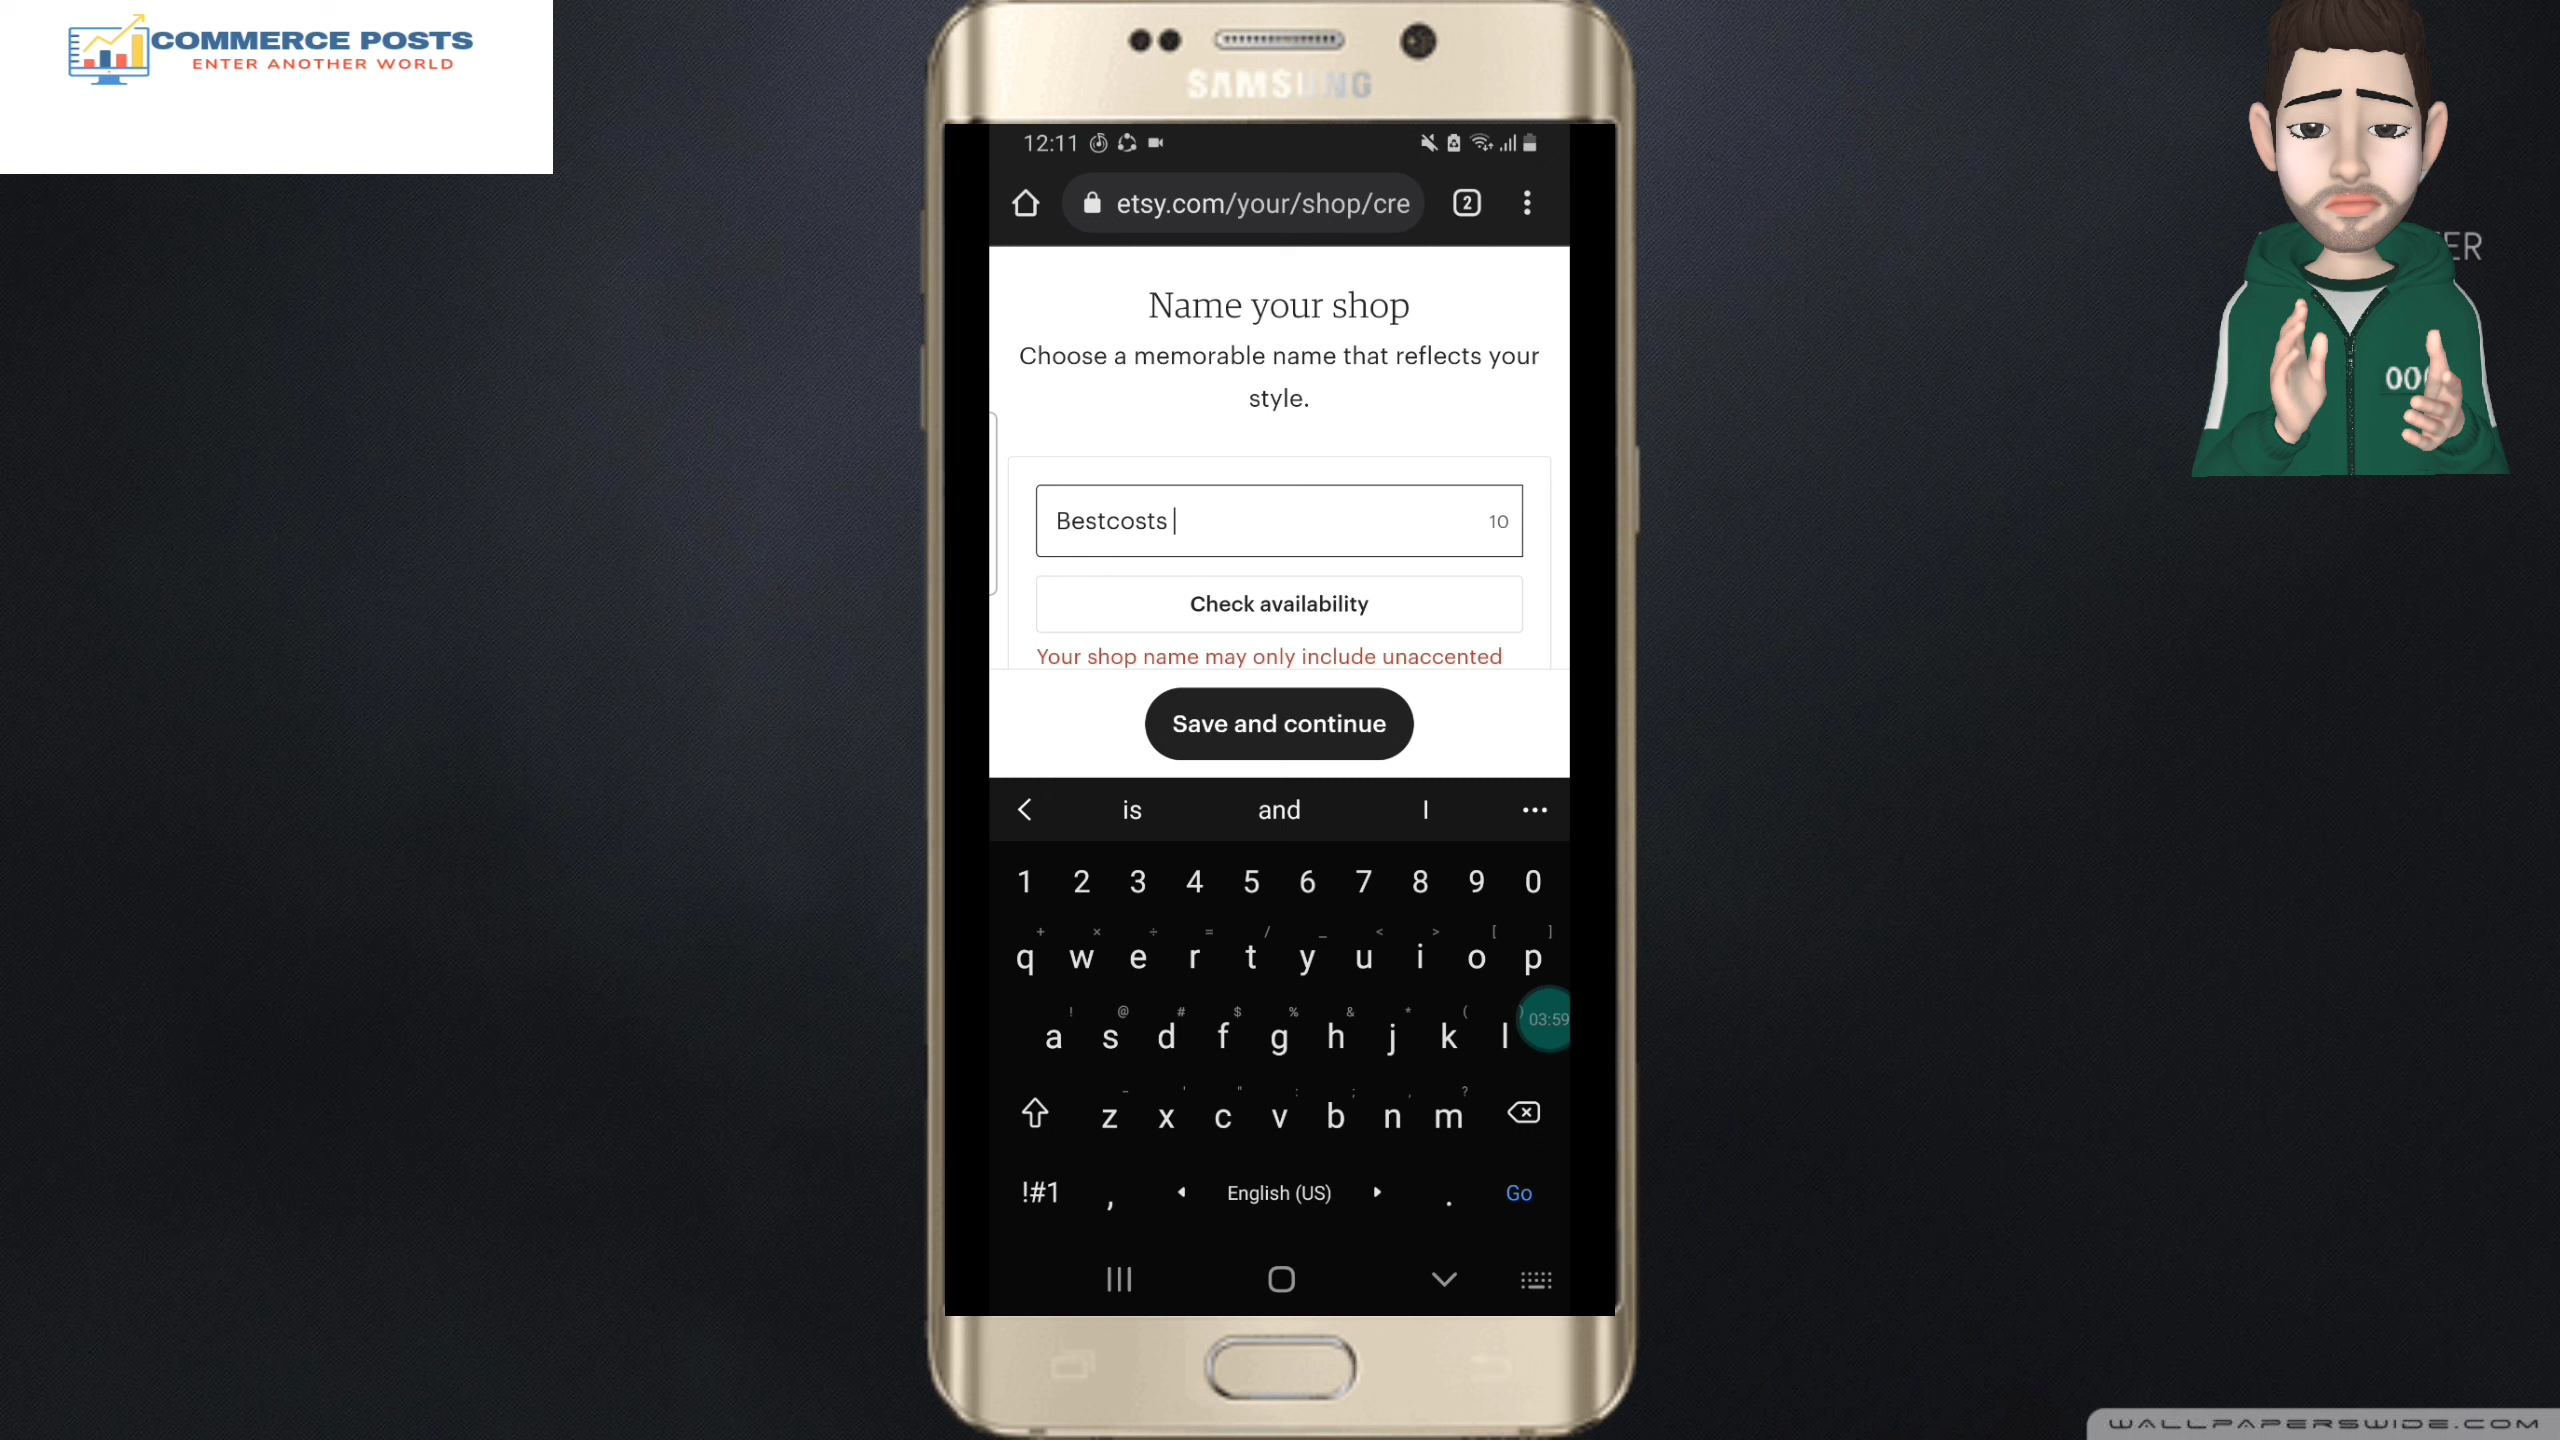 COMMERCE POSTS
ENTER ANOTHER WORLD
SAMSUNG
12:11
etsy.com/your/shop/cre
2
Name your shop
Choose a memorable name that reflects your
style.
Bestcosts
10
Check availability
Your shop name may only include unaccented
Save and continue
is and I
1 2 3 4 5 6 7 8 9 0
+ × ÷ = / _ < > [ ]
q w e r t y u i o p
! @ # $ % & * ( )
a s d f g h j k l
03:59
- ' " : ; , ?
z x c v b n m
!#1 , English (US) . Go
ER
WALLPAPERSWIDE.COM